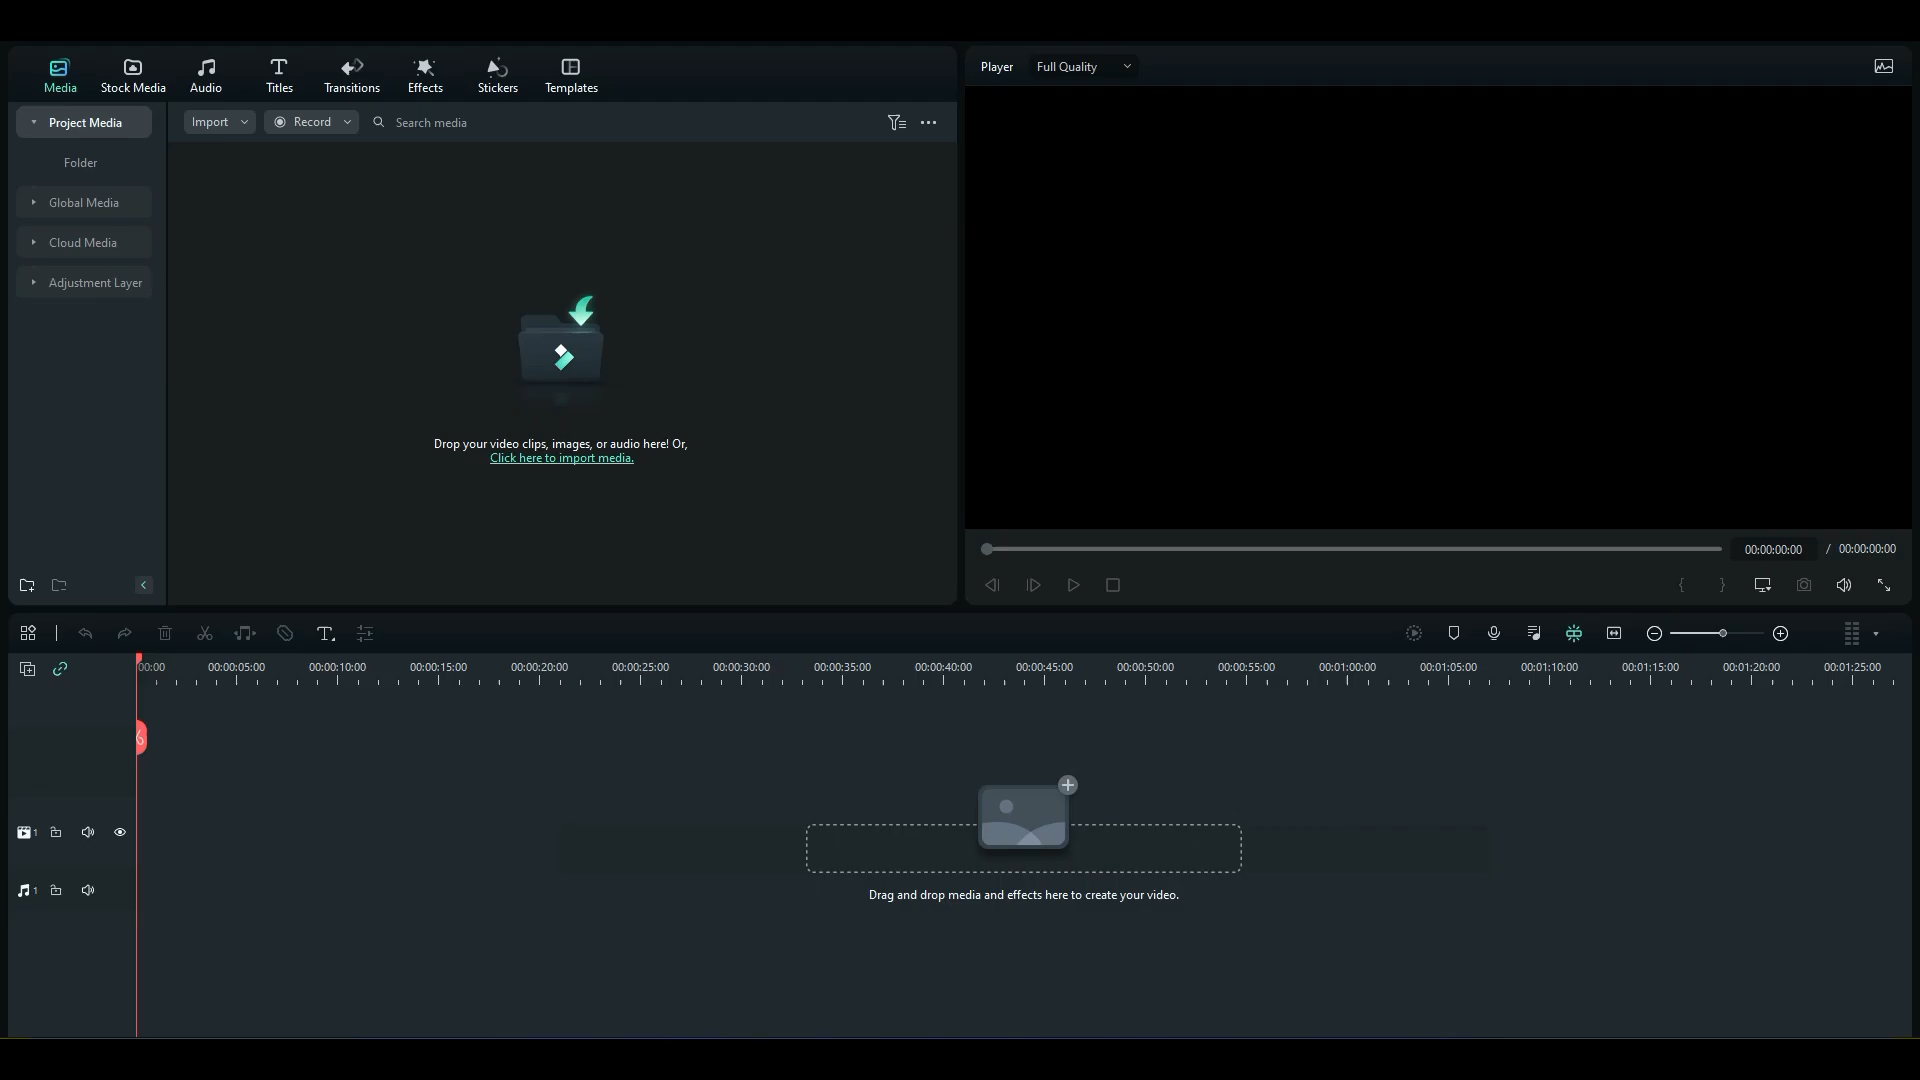 Media
Stock Media
Audio
Titles
Transitions
Effects
Stickers
Templates
Player
Full Quality
Project Media
Import
Record
Search media
Folder
Global Media
Cloud Media
Adjustment Layer
Drop your video clips, images, or audio here! Or,
Click here to import media.
00:00:00:00 / 00:00:00:00
{ }
00:00 00:00:05:00 00:00:10:00 00:00:15:00 00:00:20:00 00:00:25:00 00:00:30:00 00:00:35:00 00:00:40:00 00:00:45:00 00:00:50:00 00:00:55:00 00:01:00:00 00:01:05:00 00:01:10:00 00:01:15:00 00:01:20:00 00:01:25:00
1
1
Drag and drop media and effects here to create your video.